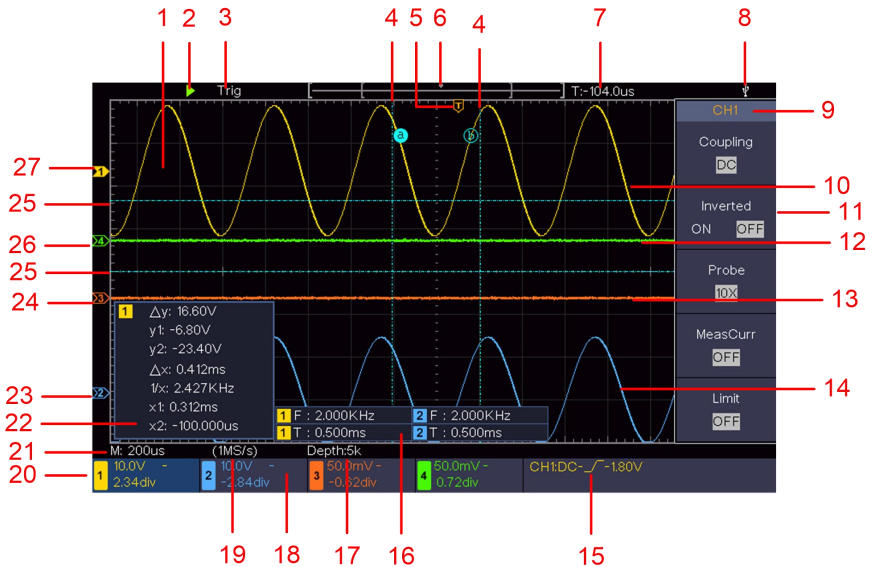 1 2 3 4 5 6 4 7 8
Trig T:-104.0us
T
CH1 9
a b
Coupling
DC
27 1
10
25
Inverted 11
ON OFF
26 4
12
25
Probe
10X
24 3
13
1 △y: 16.60V
y1: -6.80V
y2: -23.40V
△x: 0.412ms
1/x: 2.427KHz
x1: 0.312ms
x2: -100.000us
MeasCurr
OFF
23 2
14
Limit
OFF
22
1 F : 2.000KHz 2 F : 2.000KHz
1 T : 0.500ms 2 T : 0.500ms
21 M: 200us (1MS/s) Depth:5k
20 1 10.0V ~ 2 10.0V ~ 3 50.0mV ~ 4 50.0mV ~ CH1:DC- -1.80V
2.34div -2.84div -0.62div 0.72div
19 18 17 16 15